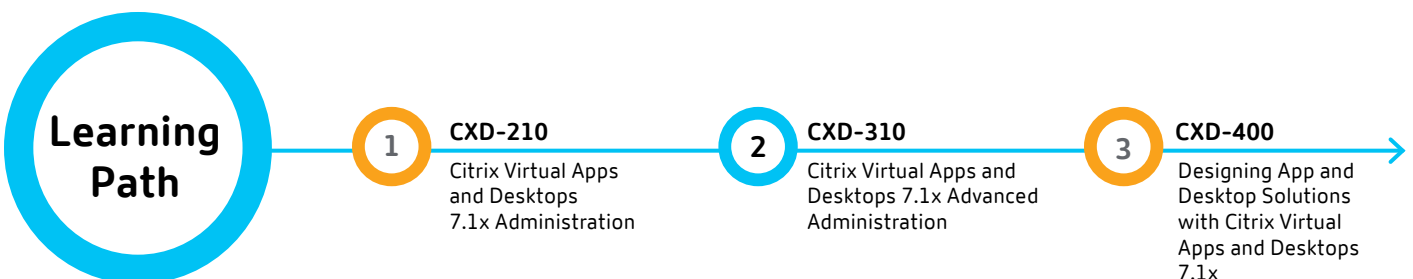 Learning
Path
1
CXD-210
Citrix Virtual Apps
and Desktops
7.1x Administration
2
CXD-310
Citrix Virtual Apps and
Desktops 7.1x Advanced
Administration
3
CXD-400
Designing App and
Desktop Solutions
with Citrix Virtual
Apps and Desktops
7.1x